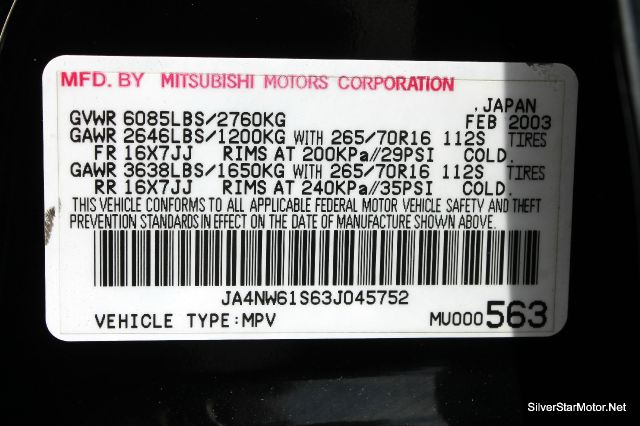 MFD. BY MITSUBISHI MOTORS CORPORATION
, JAPAN
GVWR 6085LBS/2760KG FEB 2003
GAWR 2646LBS/1200KG WITH 265/70R16 112S TIRES
FR 16X7JJ RIMS AT 200KPa//29PSI COLD.
GAWR 3638LBS/1650KG WITH 265/70R16 112S TIRES
RR 16X7JJ RIMS AT 240KPa//35PSI COLD.
THIS VEHICLE CONFORMS TO ALL APPLICABLE FEDERAL MOTOR VEHICLE SAFETY AND THEFT
PREVENTION STANDARDS IN EFFECT ON THE DATE OF MANUFACTURE SHOWN ABOVE.
JA4NW61S63J045752
VEHICLE TYPE:MPV MU000563
SilverStarMotor.Net